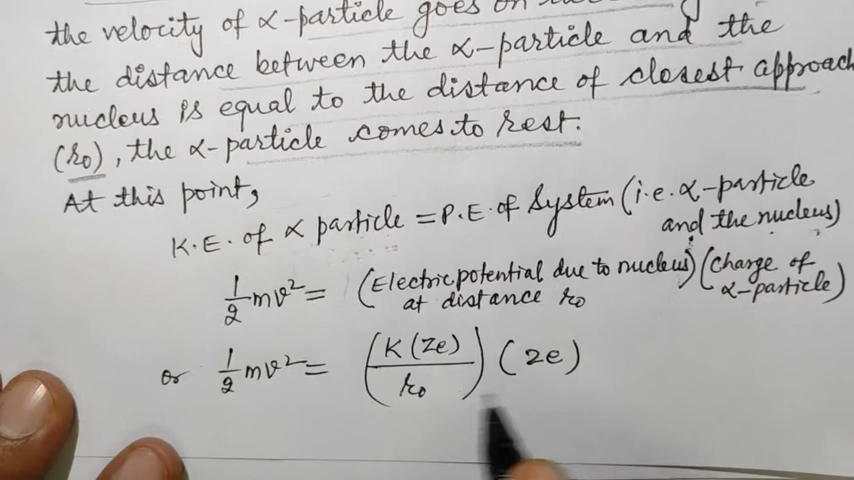 the velocity of α-particle goes on
the distance between the α-particle and the
nucleus is equal to the distance of closest approach
(r₀), the α-particle comes to rest.
At this point,
K.E. of α particle = P.E. of System (i.e. α-particle
and the nucleus)
1/2 mv² = (Electric potential due to nucleus at distance r₀) (Charge of α-particle)
or 1/2 mv² = (K(Ze)/r₀) (2e)